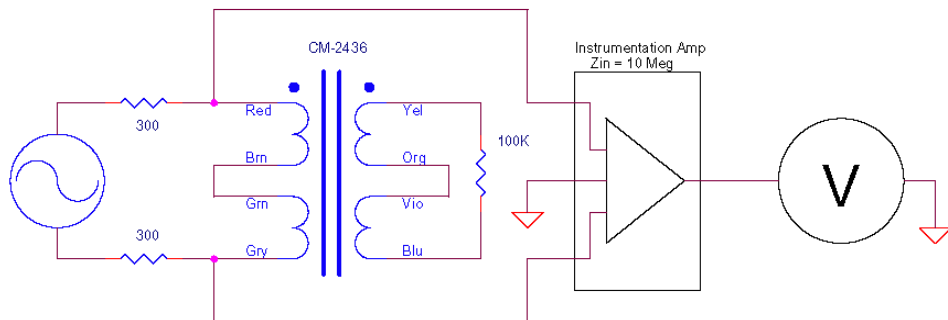 CM-2436
Instrumentation Amp
Zin = 10 Meg
300
Red
Yel
Brn
Org
100K
Grn
Vio
300
Gry
Blu
V